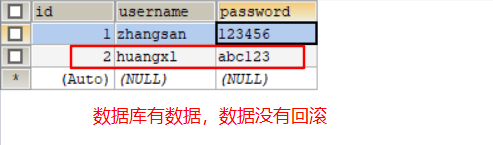 id username password
1 zhangsan 123456
2 huangxl abc123
* (Auto) (NULL) (NULL)
数据库有数据，数据没有回滚